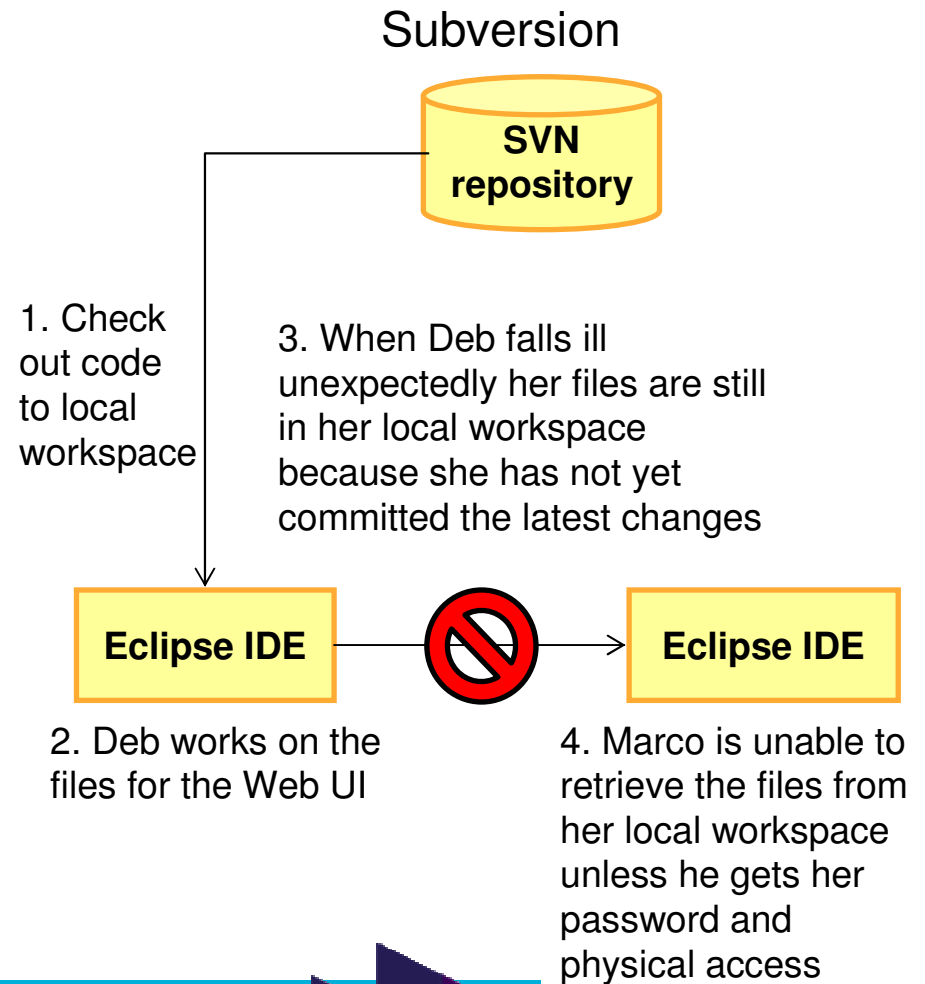 Subversion
SVN
repository
1. Check
out code
to local
workspace
3. When Deb falls ill
unexpectedly her files are still
in her local workspace
because she has not yet
committed the latest changes
Eclipse IDE
Eclipse IDE
2. Deb works on the
files for the Web UI
4. Marco is unable to
retrieve the files from
her local workspace
unless he gets her
password and
physical access